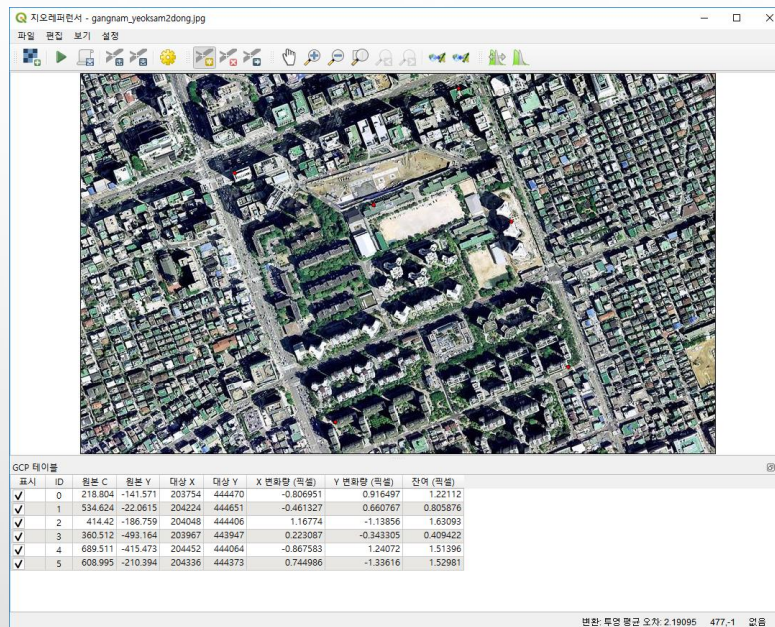 지오레퍼런서 - gangnam_yeoksam2dong.jpg
파일 편집 보기 설정
GCP 테이블
표시 ID 원본 C 원본 Y 대상 X 대상 Y X 변화량 (픽셀) Y 변화량 (픽셀) 잔여 (픽셀)
0 218.804 -141.571 203754 444470 -0.806951 0.916497 1.22112
1 534.624 -22.0615 204224 444651 -0.461327 0.660767 0.805876
2 414.42 -186.759 204048 444406 1.16774 -1.13856 1.63093
3 360.512 -493.164 203967 443947 0.223087 -0.343305 0.409422
4 689.511 -415.473 204452 444064 -0.867583 1.24072 1.51396
5 608.995 -210.394 204336 444373 0.744986 -1.33616 1.52981
변환: 투영 평균 오차: 2.19095 477,-1 없음